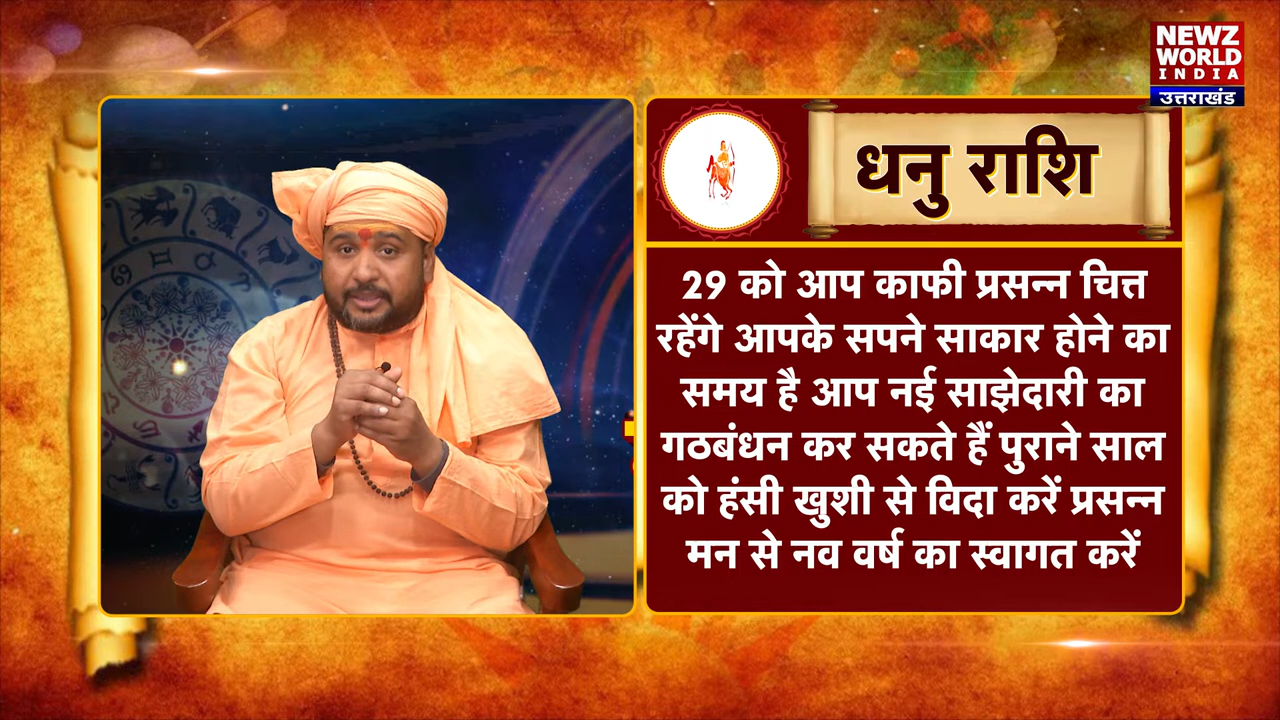 NEWZ
WORLD
INDIA
उत्तराखंड
धनु राशि
29 को आप काफी प्रसन्न चित्त
रहेंगे आपके सपने साकार होने का
समय है आप नई साझेदारी का
गठबंधन कर सकते हैं पुराने साल
को हंसी खुशी से विदा करें प्रसन्न
मन से नव वर्ष का स्वागत करें